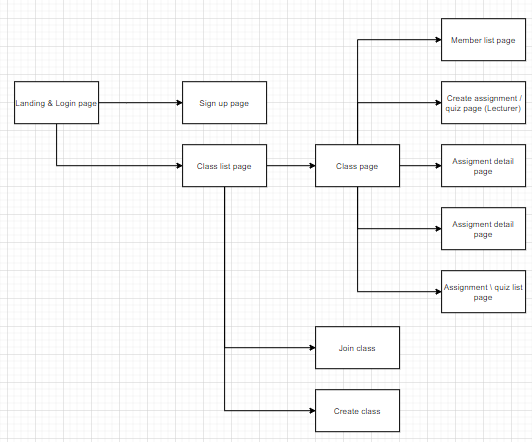 Member list page
Landing & Login page
Sign up page
Create assignment /
quiz page (Lecturer)
Class list page
Class page
Assigment detail
page
Assigment detail
page
Assignment \ quiz list
page
Join class
Create class